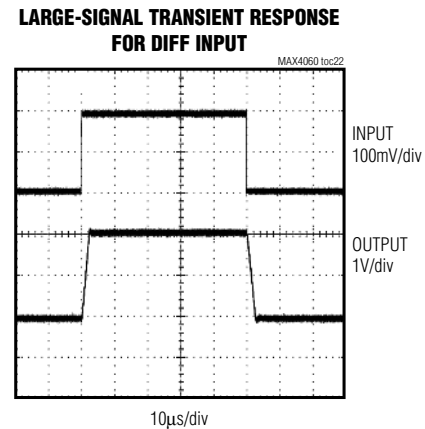 LARGE-SIGNAL TRANSIENT RESPONSE
FOR DIFF INPUT
MAX4060 toc22
INPUT
100mV/div
OUTPUT
1V/div
10μs/div